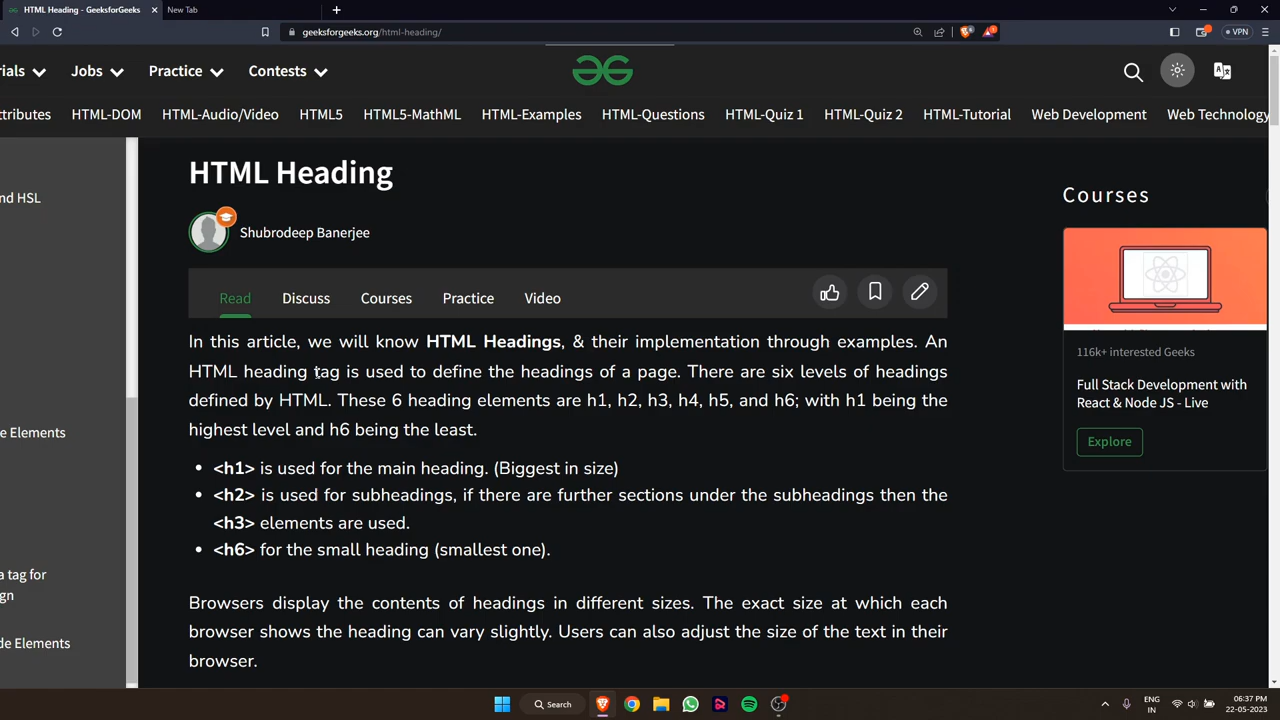 HTML Heading - GeeksforGeeks
New Tab
geeksforgeeks.org/html-heading/
VPN
rials Jobs Practice Contests
ttributes HTML-DOM HTML-Audio/Video HTML5 HTML5-MathML HTML-Examples HTML-Questions HTML-Quiz 1 HTML-Quiz 2 HTML-Tutorial Web Development Web Technology
nd HSL
e Elements
a tag for
gn
de Elements
HTML Heading
Shubrodeep Banerjee
Read Discuss Courses Practice Video
In this article, we will know HTML Headings, & their implementation through examples. An
HTML heading tag is used to define the headings of a page. There are six levels of headings
defined by HTML. These 6 heading elements are h1, h2, h3, h4, h5, and h6; with h1 being the
highest level and h6 being the least.
• <h1> is used for the main heading. (Biggest in size)
• <h2> is used for subheadings, if there are further sections under the subheadings then the
<h3> elements are used.
• <h6> for the small heading (smallest one).
Browsers display the contents of headings in different sizes. The exact size at which each
browser shows the heading can vary slightly. Users can also adjust the size of the text in their
browser.
Courses
116k+ interested Geeks
Full Stack Development with
React & Node JS - Live
Explore
Search
ENG
IN
06:37 PM
22-05-2023